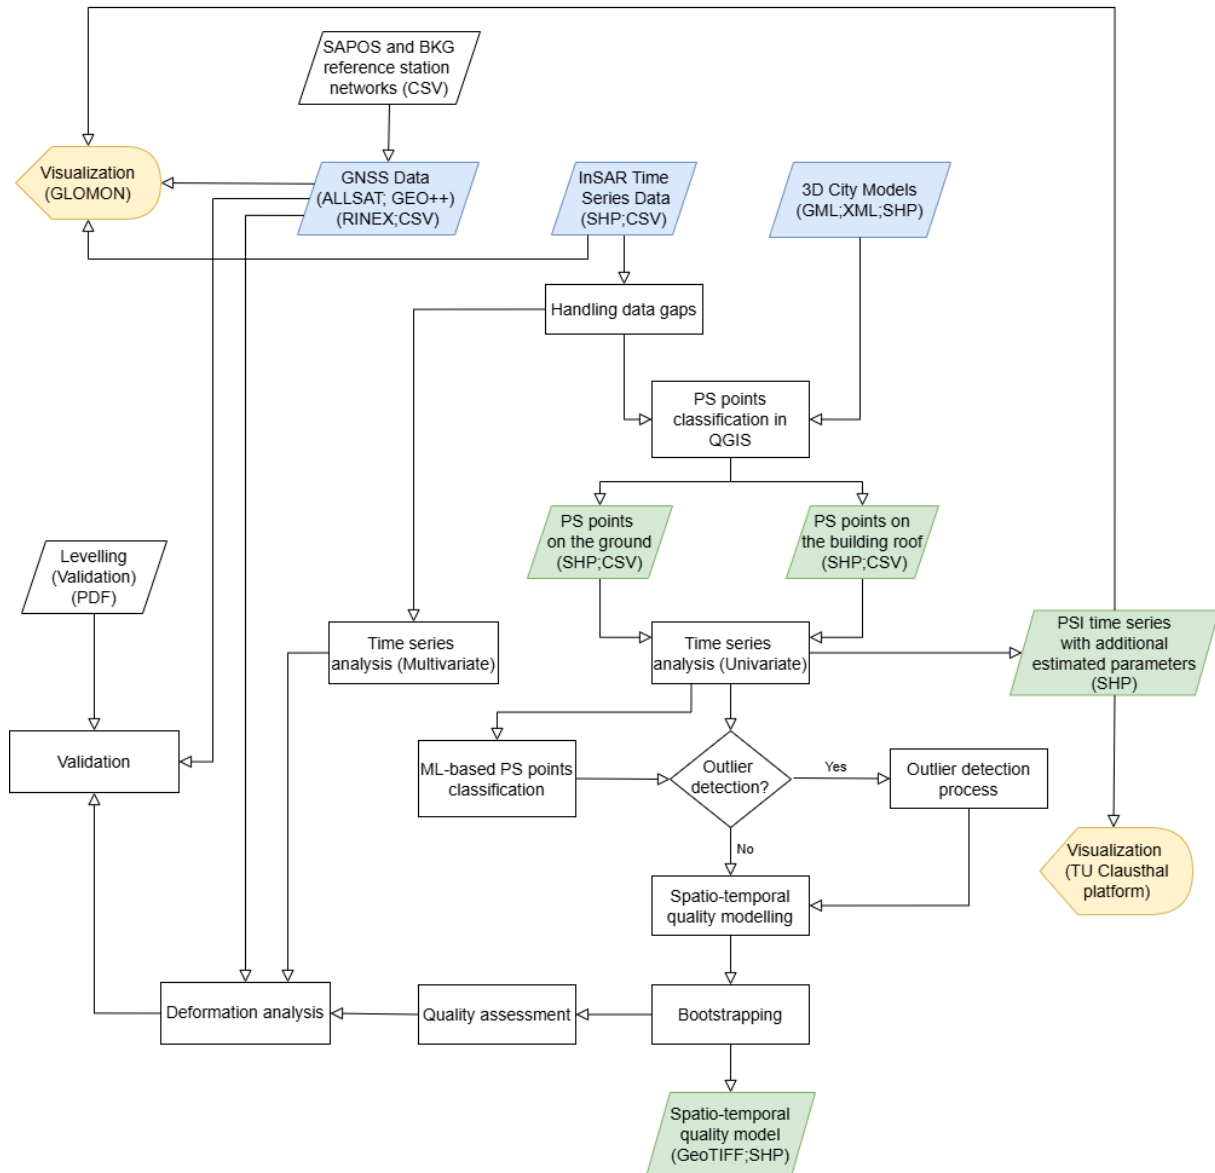 SAPOS and BKG
reference station
networks (CSV)
Visualization
(GLOMON)
GNSS Data
(ALLSAT; GEO++)
(RINEX;CSV)
InSAR Time
Series Data
(SHP;CSV)
3D City Models
(GML;XML;SHP)
Handling data gaps
PS points
classification in
QGIS
PS points
on the ground
(SHP;CSV)
PS points on
the building roof
(SHP;CSV)
Levelling
(Validation)
(PDF)
Time series
analysis (Multivariate)
Time series
analysis (Univariate)
PSI time series
with additional
estimated parameters
(SHP)
Validation
ML-based PS points
classification
Outlier
detection?
Yes
Outlier detection
process
No
Visualization
(TU Clausthal
platform)
Spatio-temporal
quality modelling
Deformation analysis
Quality assessment
Bootstrapping
Spatio-temporal
quality model
(GeoTIFF;SHP)